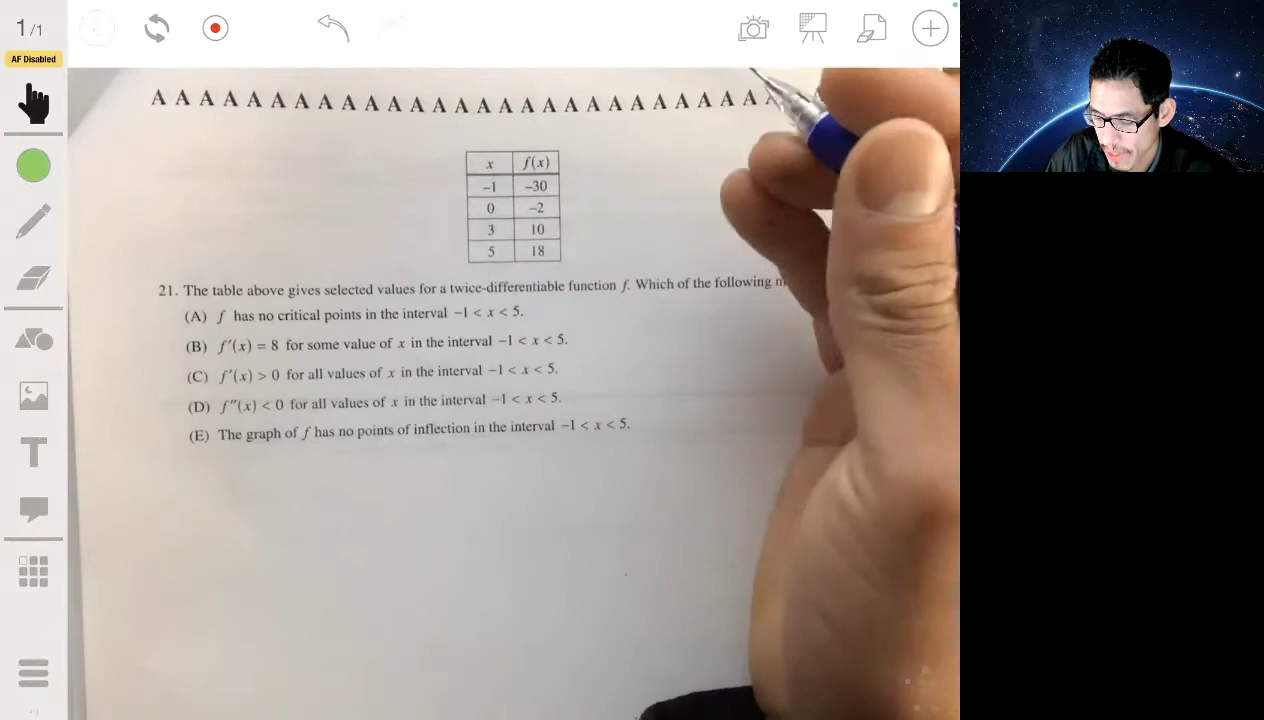 1/1
AF Disabled
A A A A A A A A A A A A A A A A A A A A A A A A A A
x f(x)
−1 −30
0 −2
3 10
5 18
21. The table above gives selected values for a twice-differentiable function f. Which of the following
(A) f has no critical points in the interval −1 < x < 5.
(B) f′(x) = 8 for some value of x in the interval −1 < x < 5.
(C) f′(x) > 0 for all values of x in the interval −1 < x < 5.
(D) f″(x) < 0 for all values of x in the interval −1 < x < 5.
(E) The graph of f has no points of inflection in the interval −1 < x < 5.
T